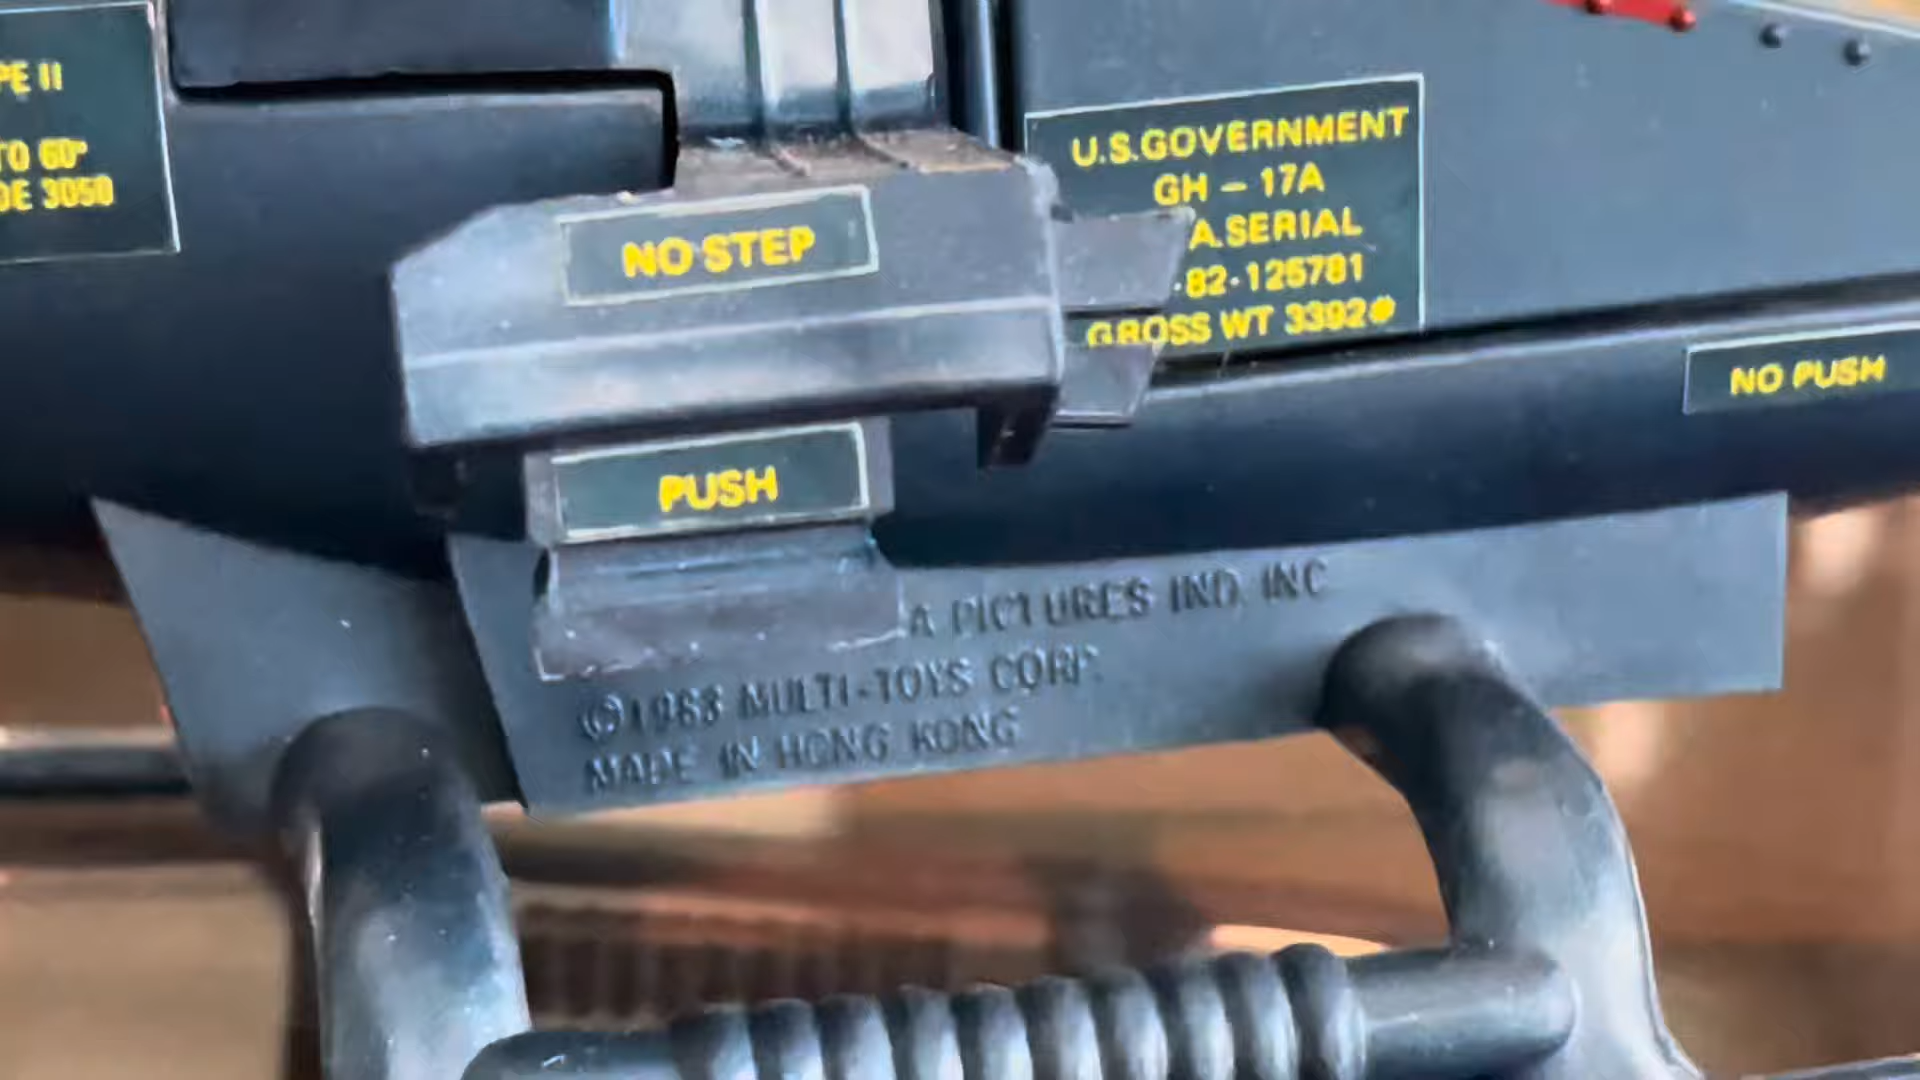 PE II
TO 60°
DE 3050
NO STEP
U.S.GOVERNMENT
GH - 17A
A.SERIAL
-82-126781
GROSS WT 3392#
NO PUSH
PUSH
A PICTURES IND. INC
©1983 MULTI-TOYS CORP.
MADE IN HONG KONG